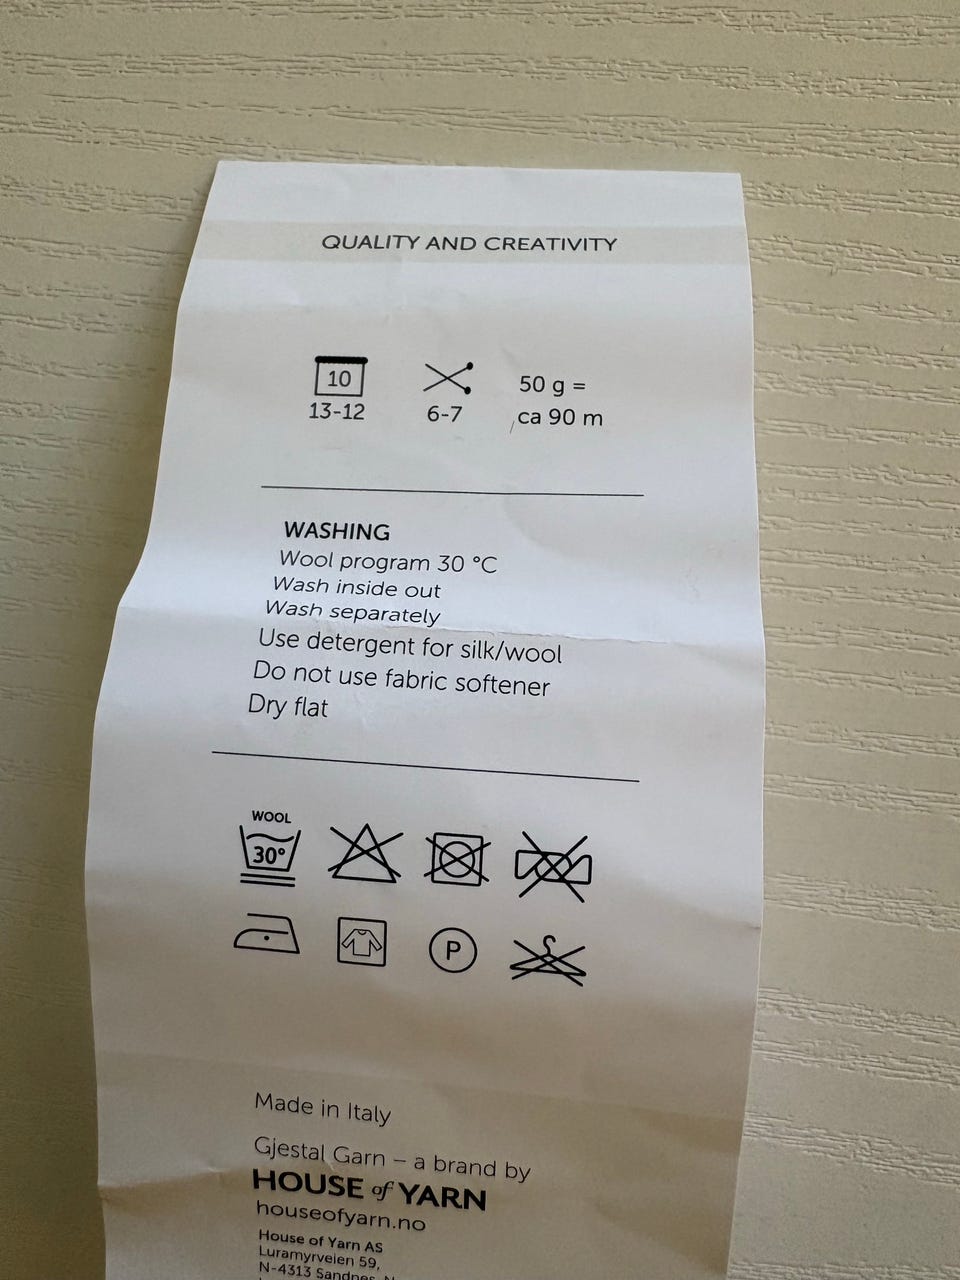 QUALITY AND CREATIVITY
10
13-12
6-7
50 g =
ca 90 m
WASHING
Wool program 30 °C
Wash inside out
Wash separately
Use detergent for silk/wool
Do not use fabric softener
Dry flat
WOOL
30°
P
Made in Italy
Gjestal Garn – a brand by
HOUSE of YARN
houseofyarn.no
House of Yarn AS
Luramyrveien 59,
N-4313 Sandnes,